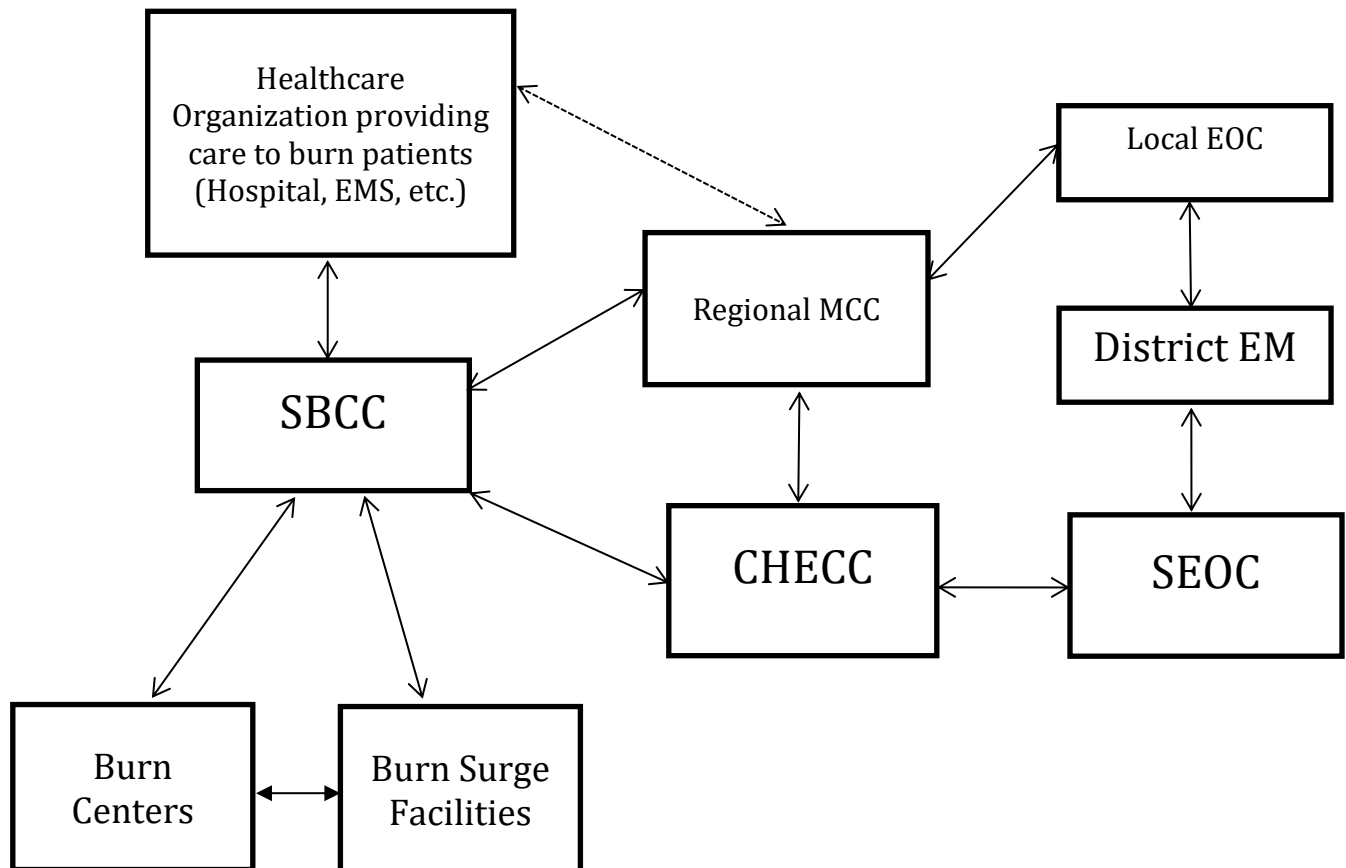 Healthcare
Organization providing
care to burn patients
(Hospital, EMS, etc.)
Local EOC
Regional MCC
District EM
SBCC
CHECC
SEOC
Burn
Centers
Burn Surge
Facilities